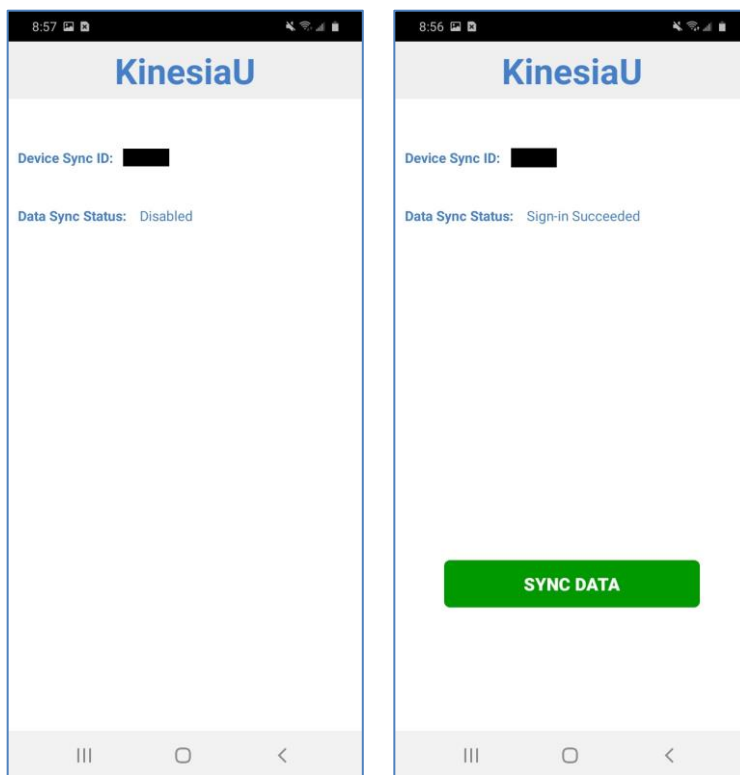 8:57
KinesiaU
Device Sync ID:
Data Sync Status: Disabled
8:56
KinesiaU
Device Sync ID:
Data Sync Status: Sign-in Succeeded
SYNC DATA